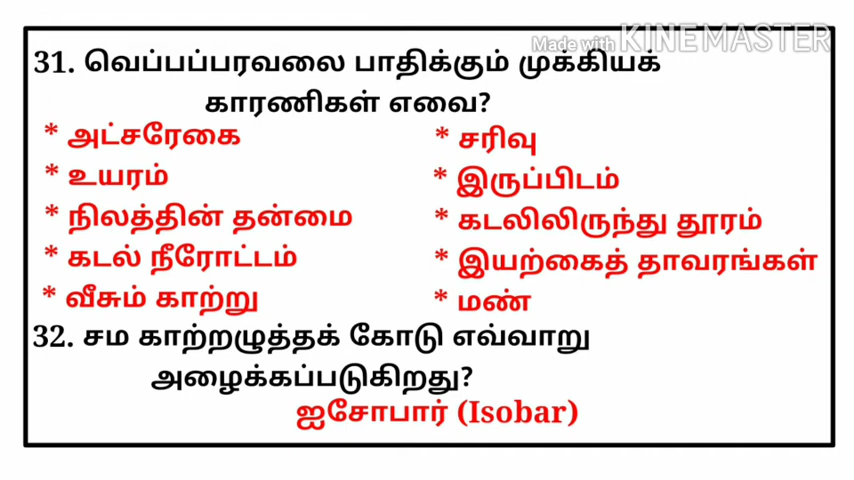 Made with KINEMASTER
31. வெப்பப்பரவலை பாதிக்கும் முக்கியக்
காரணிகள் எவை?
* அட்சரேகை
* சரிவு
* உயரம்
* இருப்பிடம்
* நிலத்தின் தன்மை
* கடலிலிருந்து தூரம்
* கடல் நீரோட்டம்
* இயற்கைத் தாவரங்கள்
* வீசும் காற்று
* மண்
32. சம காற்றழுத்தக் கோடு எவ்வாறு
அழைக்கப்படுகிறது?
ஐசோபார் (Isobar)